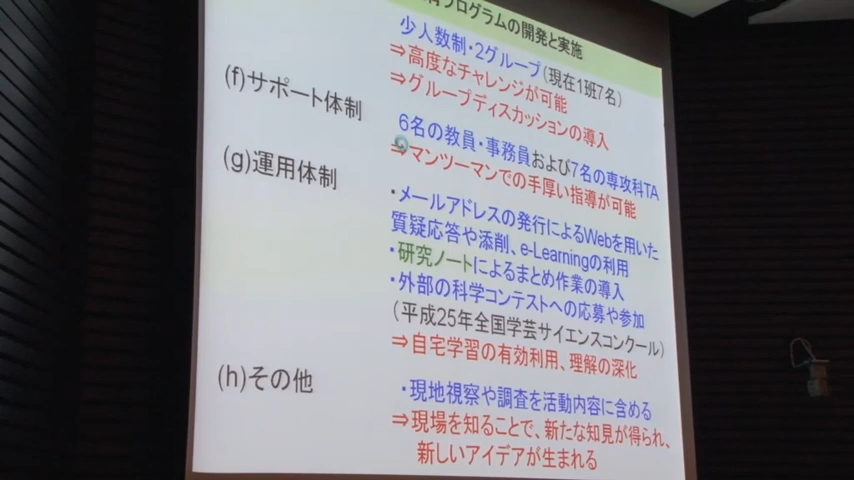 プログラムの開発と実施
少人数制・2グループ(現在1班7名)
⇒高度なチャレンジが可能
⇒グループディスカッションの導入
(f)サポート体制
6名の教員・事務員および7名の専攻科TA
⇒マンツーマンでの手厚い指導が可能
(g)運用体制
・メールアドレスの発行によるWebを用いた
質疑応答や添削、e-Learningの利用
・研究ノートによるまとめ作業の導入
・外部の科学コンテストへの応募や参加
(平成25年全国学芸サイエンスコンクール)
⇒自宅学習の有効利用、理解の深化
(h)その他
・現地視察や調査を活動内容に含める
⇒現場を知ることで、新たな知見が得られ、
新しいアイデアが生まれる